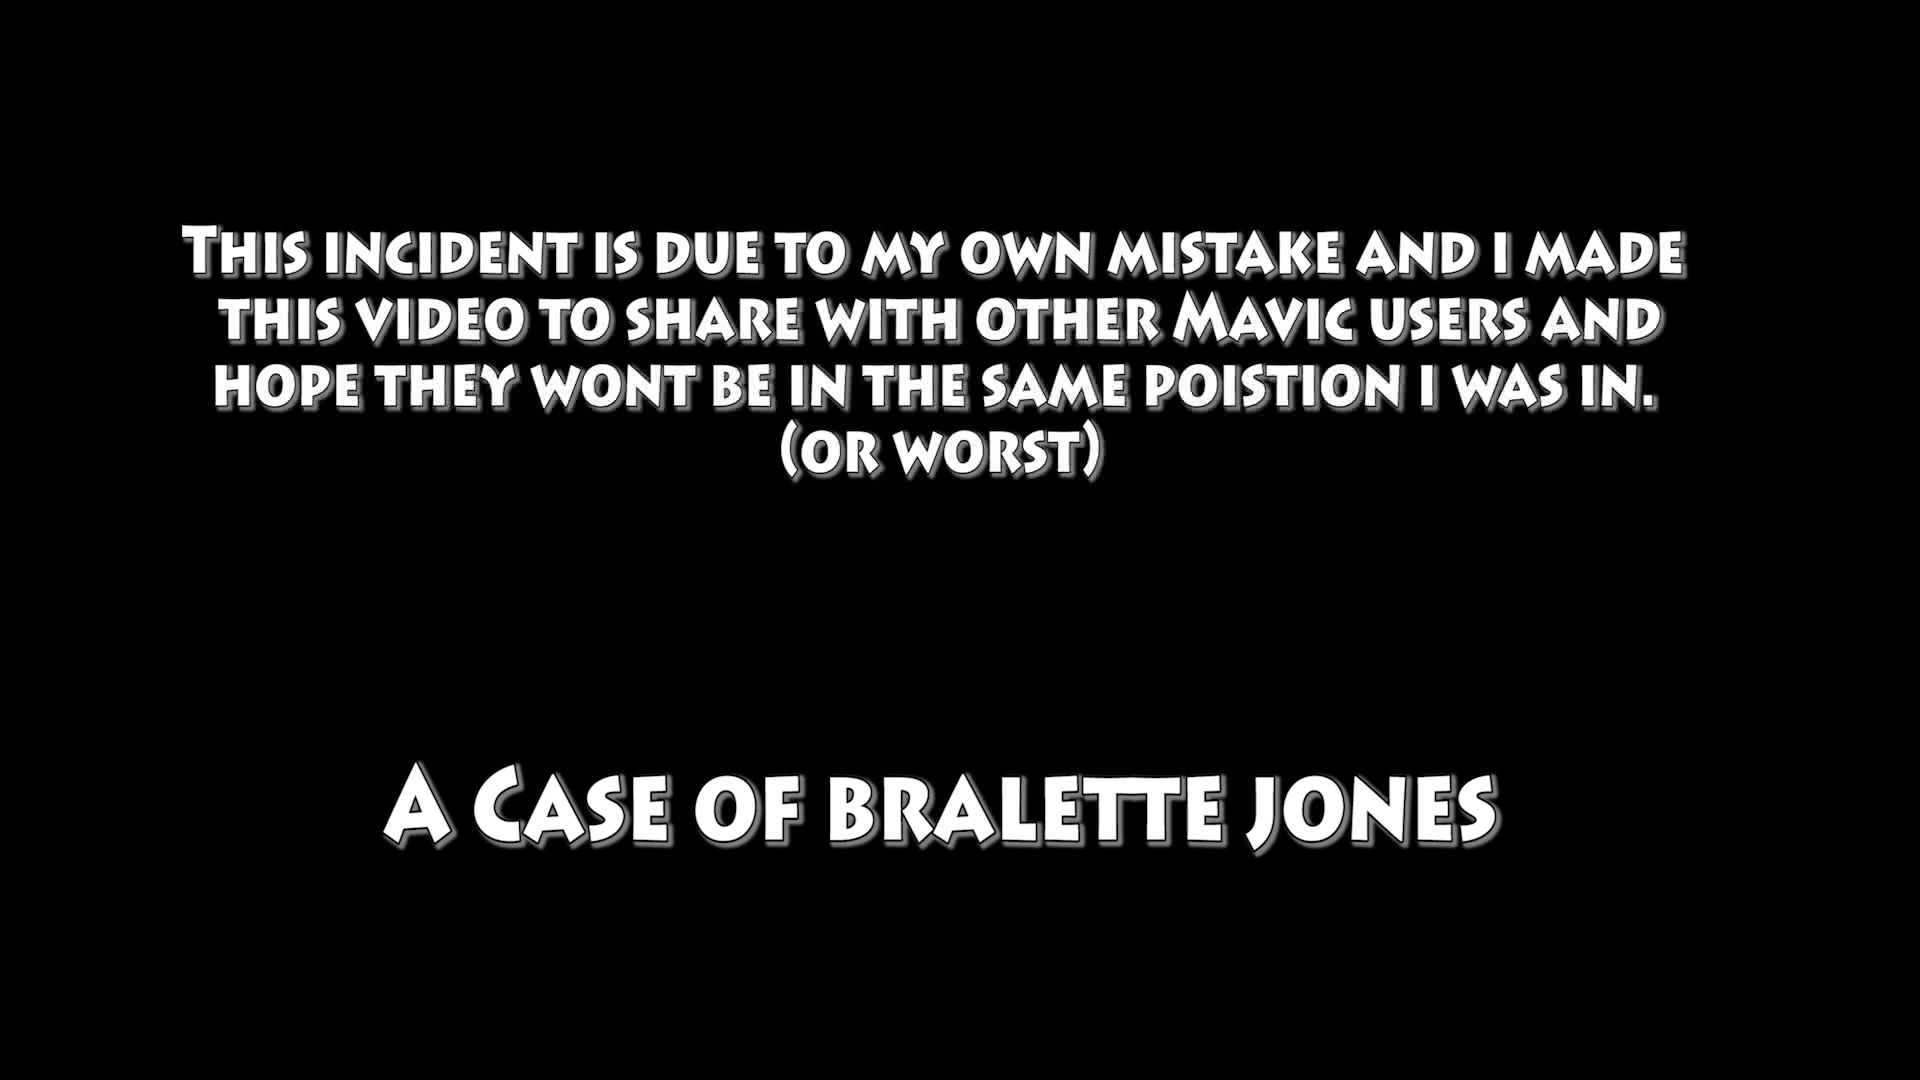 This incident is due to my own mistake and i made
this video to share with other Mavic users and
hope they wont be in the same poistion i was in.
(or worst)
A Case of bralette jones